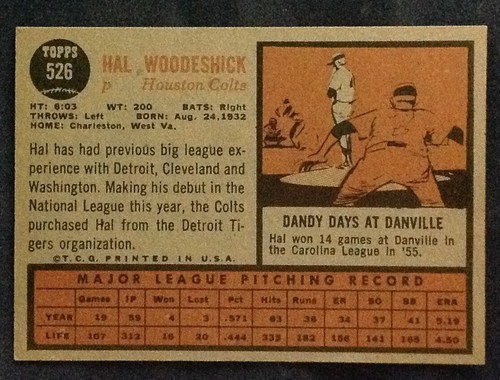 TOPPS
526
HAL WOODESHICK
P Houston Colts
HT: 6:03 WT: 200 BATS: Right
THROWS: Left BORN: Aug. 24, 1932
HOME: Charleston, West Va.
Hal has had previous big league ex-
perience with Detroit, Cleveland and
Washington. Making his debut in the
National League this year, the Colts
purchased Hal from the Detroit Ti-
gers organization.
©T.C.G. PRINTED IN U.S.A.
DANDY DAYS AT DANVILLE
Hal won 14 games at Danville in
the Carolina League in '55.
MAJOR LEAGUE PITCHING RECORD
Games IP Won Lost Pct Hits Runs ER SO BB ERA
YEAR 19 59 4 3 .571 63 36 34 37 41 5.19
LIFE 107 312 16 20 .444 335 182 156 141 165 4.50